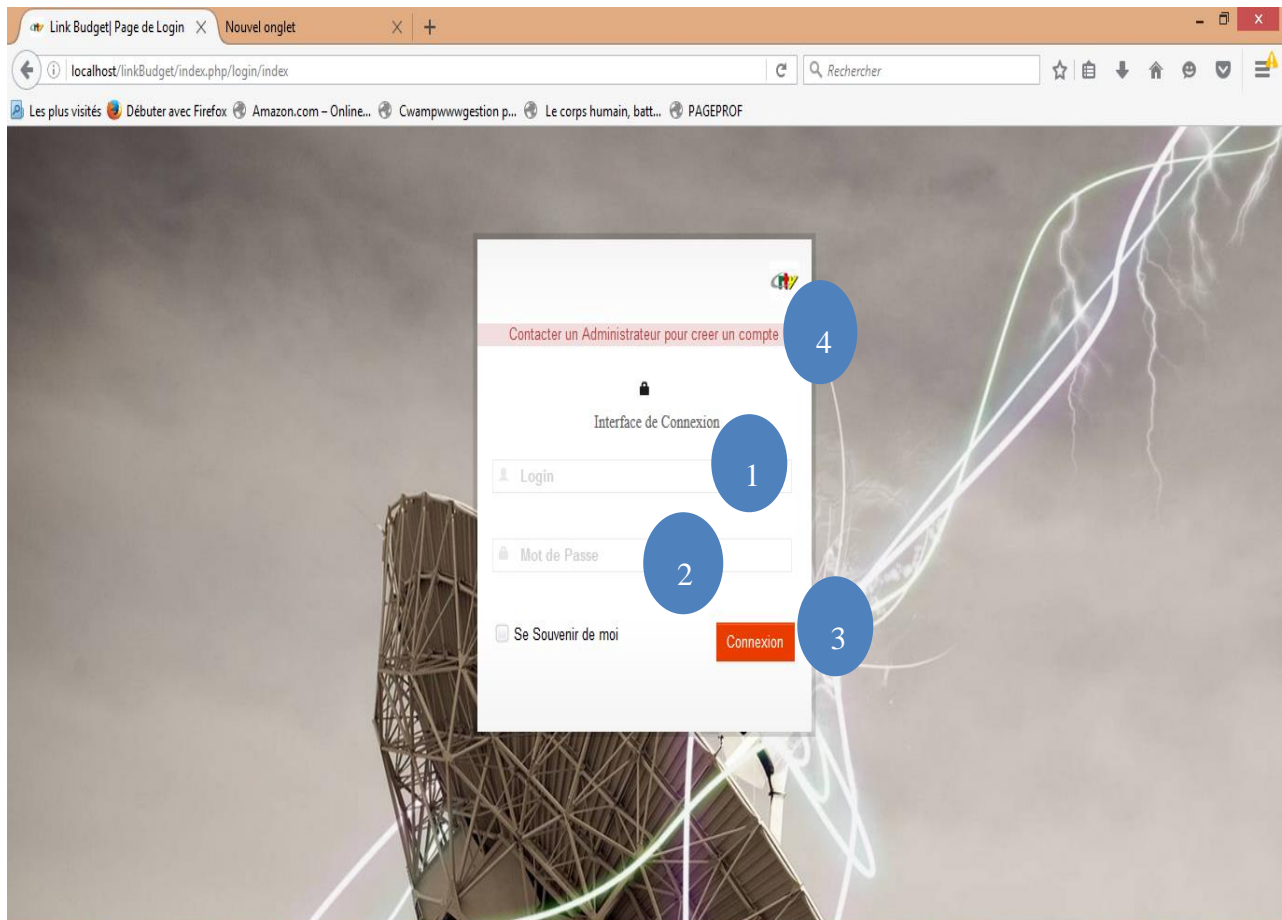 Link Budget| Page de Login
Nouvel onglet
localhost/linkBudget/index.php/login/index
Rechercher
Les plus visités Débuter avec Firefox Amazon.com – Online... Cwampwwwgestion p... Le corps humain, batt... PAGEPROF
crtv
Contacter un Administrateur pour creer un compte
4
Interface de Connexion
Login
1
Mot de Passe
2
Se Souvenir de moi
Connexion
3